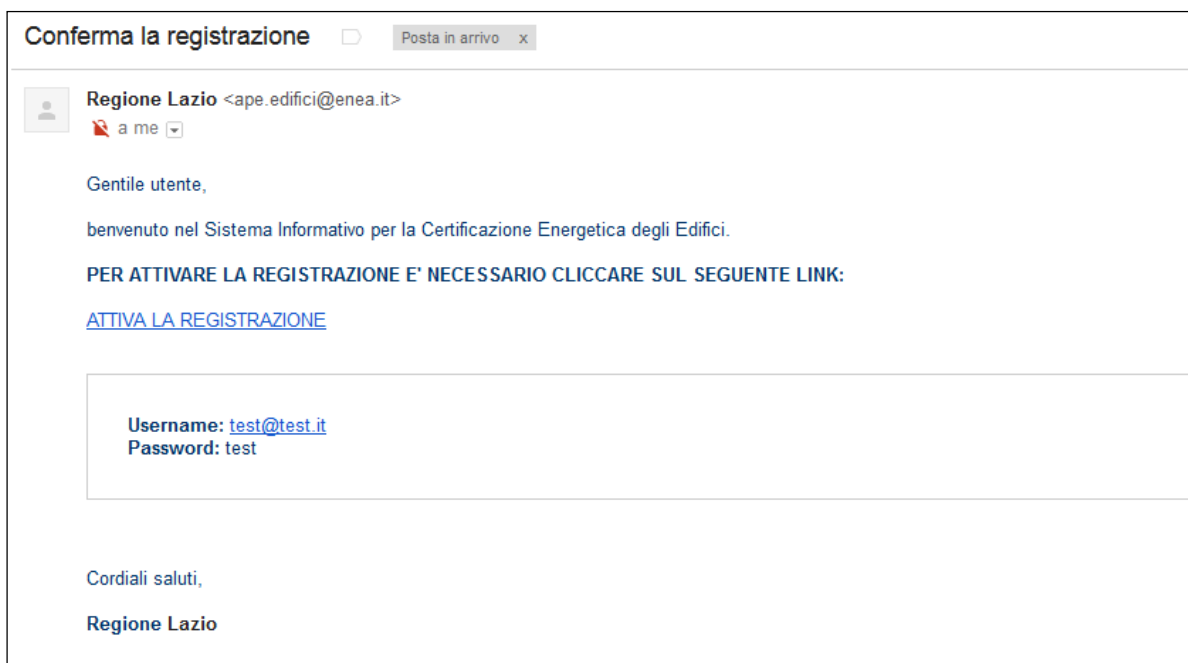 Conferma la registrazione Posta in arrivo x
Regione Lazio <ape.edifici@enea.it>
a me
Gentile utente,
benvenuto nel Sistema Informativo per la Certificazione Energetica degli Edifici.
PER ATTIVARE LA REGISTRAZIONE E' NECESSARIO CLICCARE SUL SEGUENTE LINK:
ATTIVA LA REGISTRAZIONE
Username: test@test.it
Password: test
Cordiali saluti,
Regione Lazio